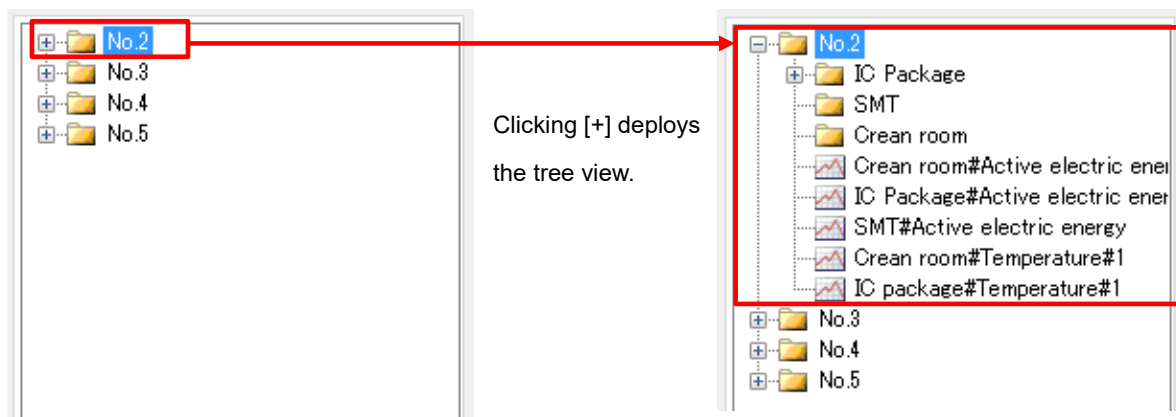 No.2
No.3
No.4
No.5
Clicking [+] deploys
the tree view.
No.2
IC Package
SMT
Crean room
Crean room#Active electric ener
IC Package#Active electric ener
SMT#Active electric energy
Crean room#Temperature#1
IC package#Temperature#1
No.3
No.4
No.5